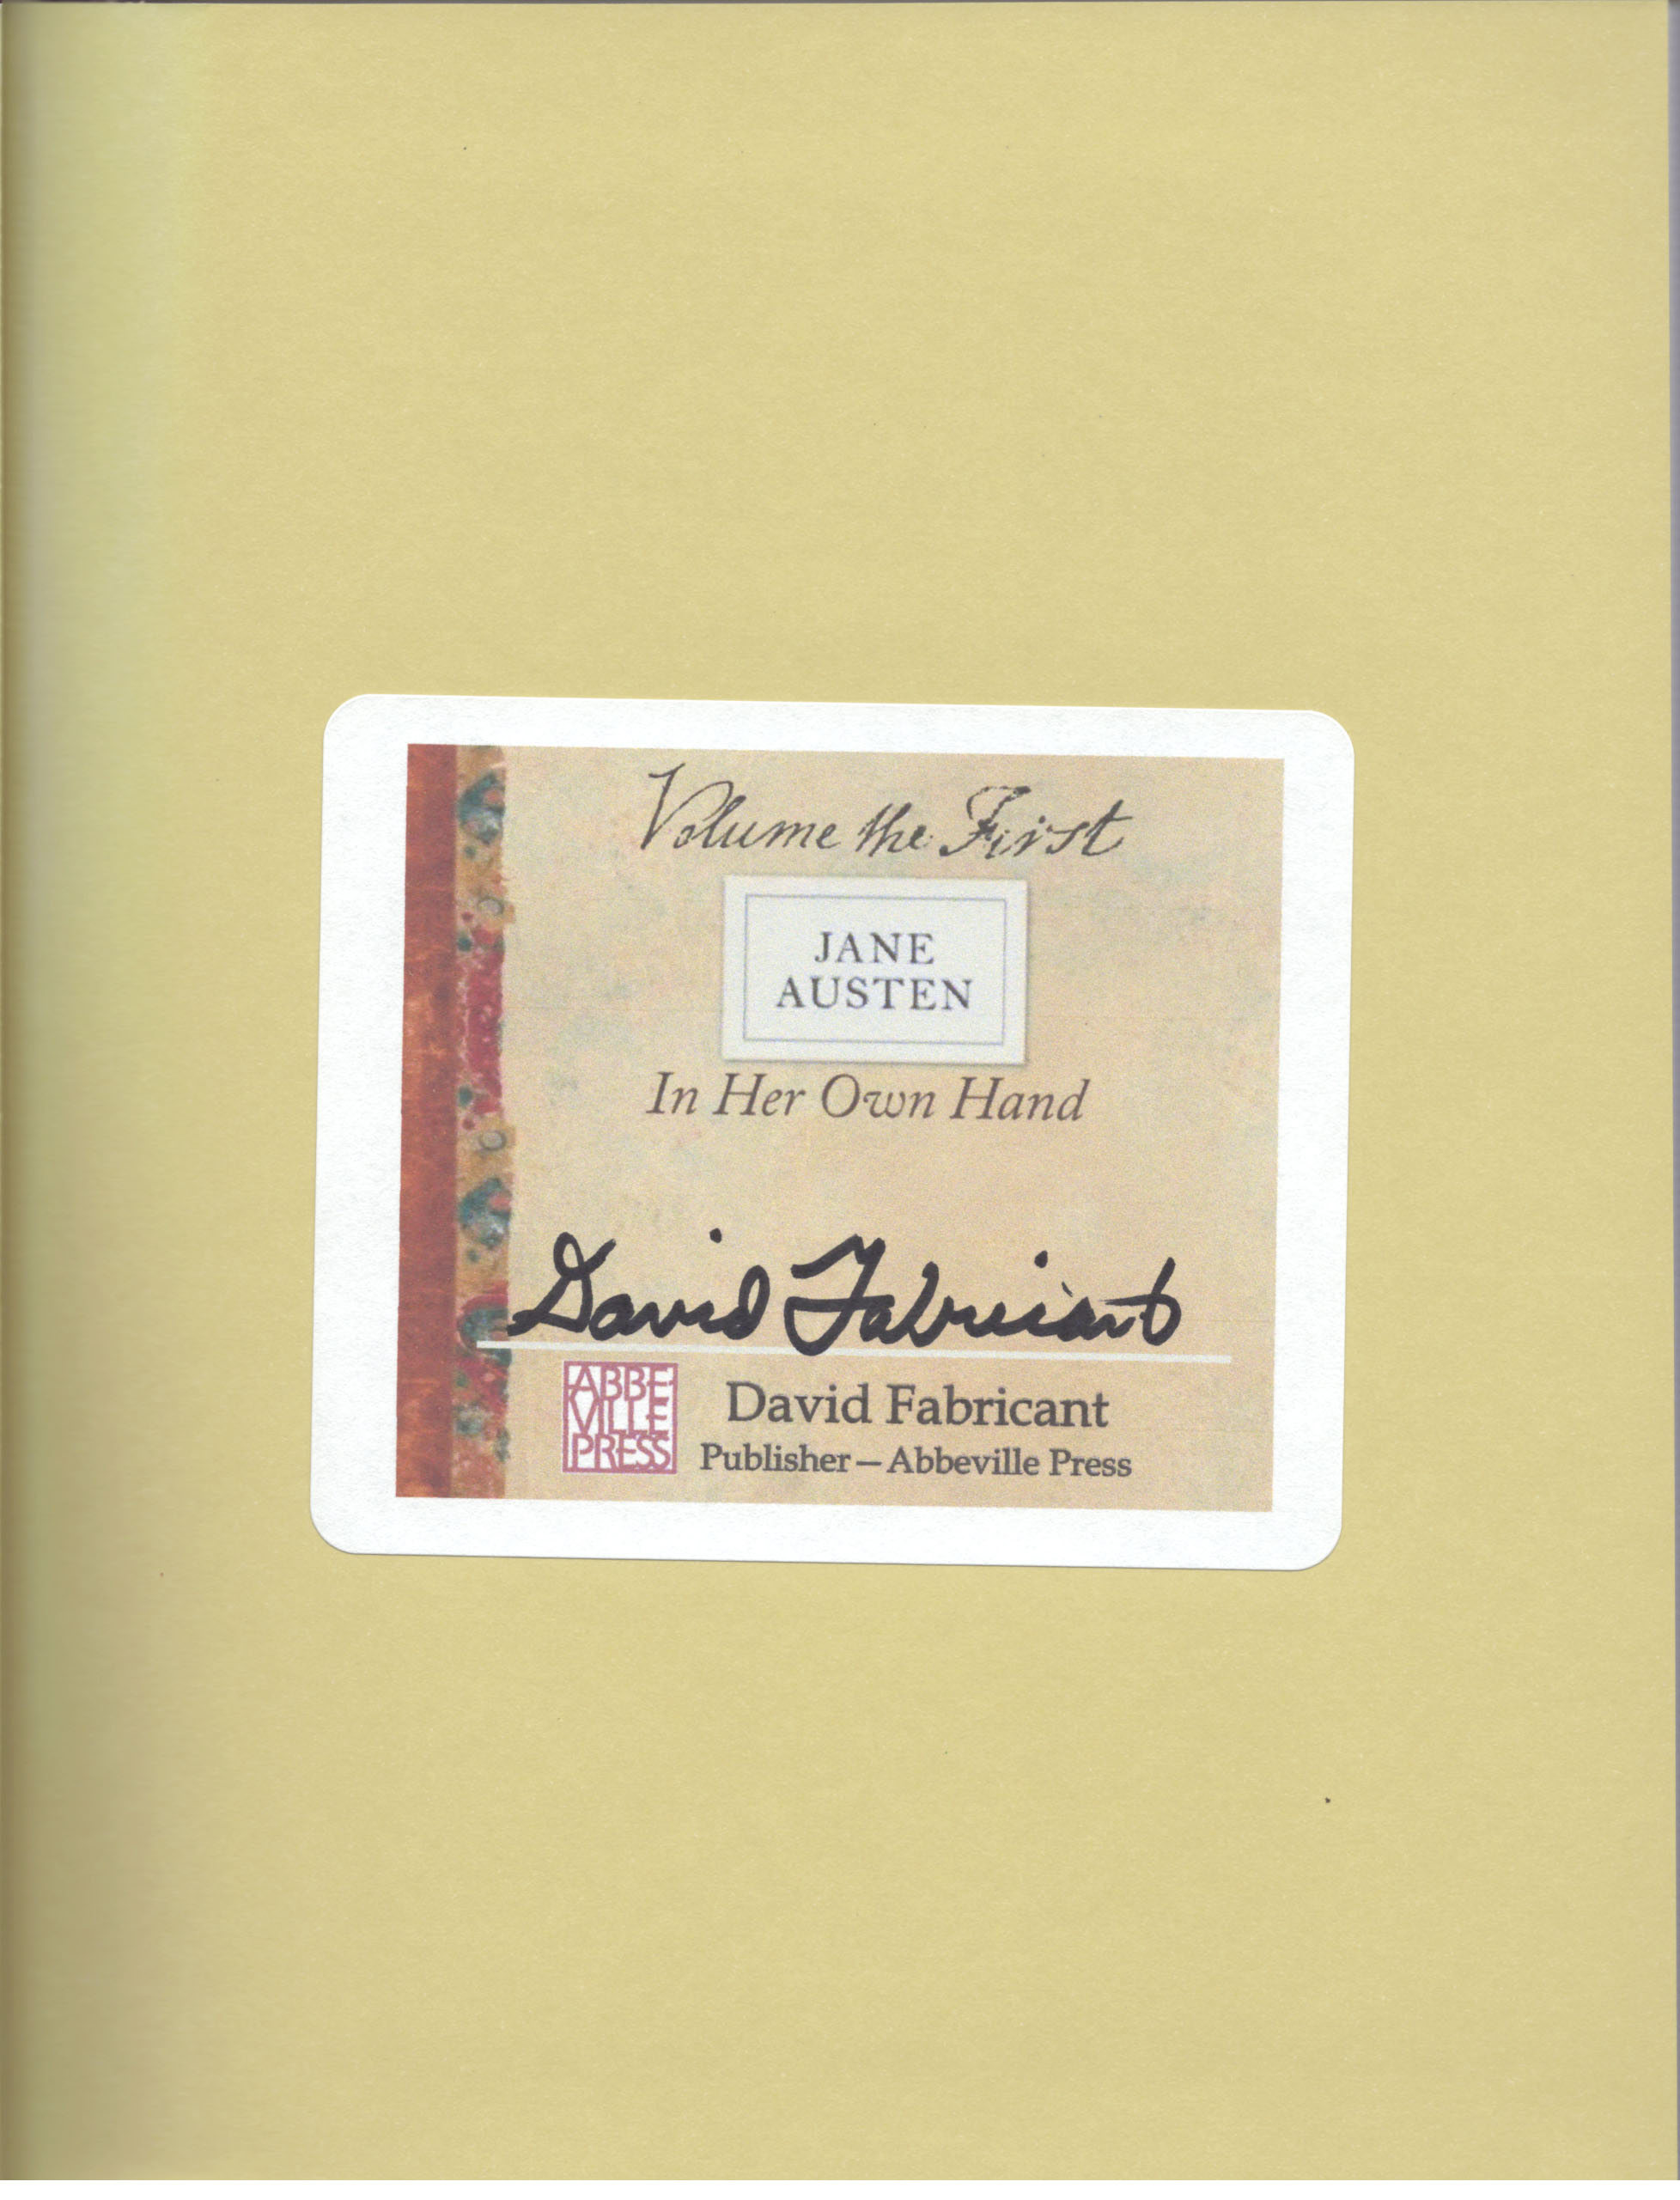 Volume the First
JANE
AUSTEN
In Her Own Hand
David Fabricant
ABBE
VILLE
PRESS
David Fabricant
Publisher—Abbeville Press